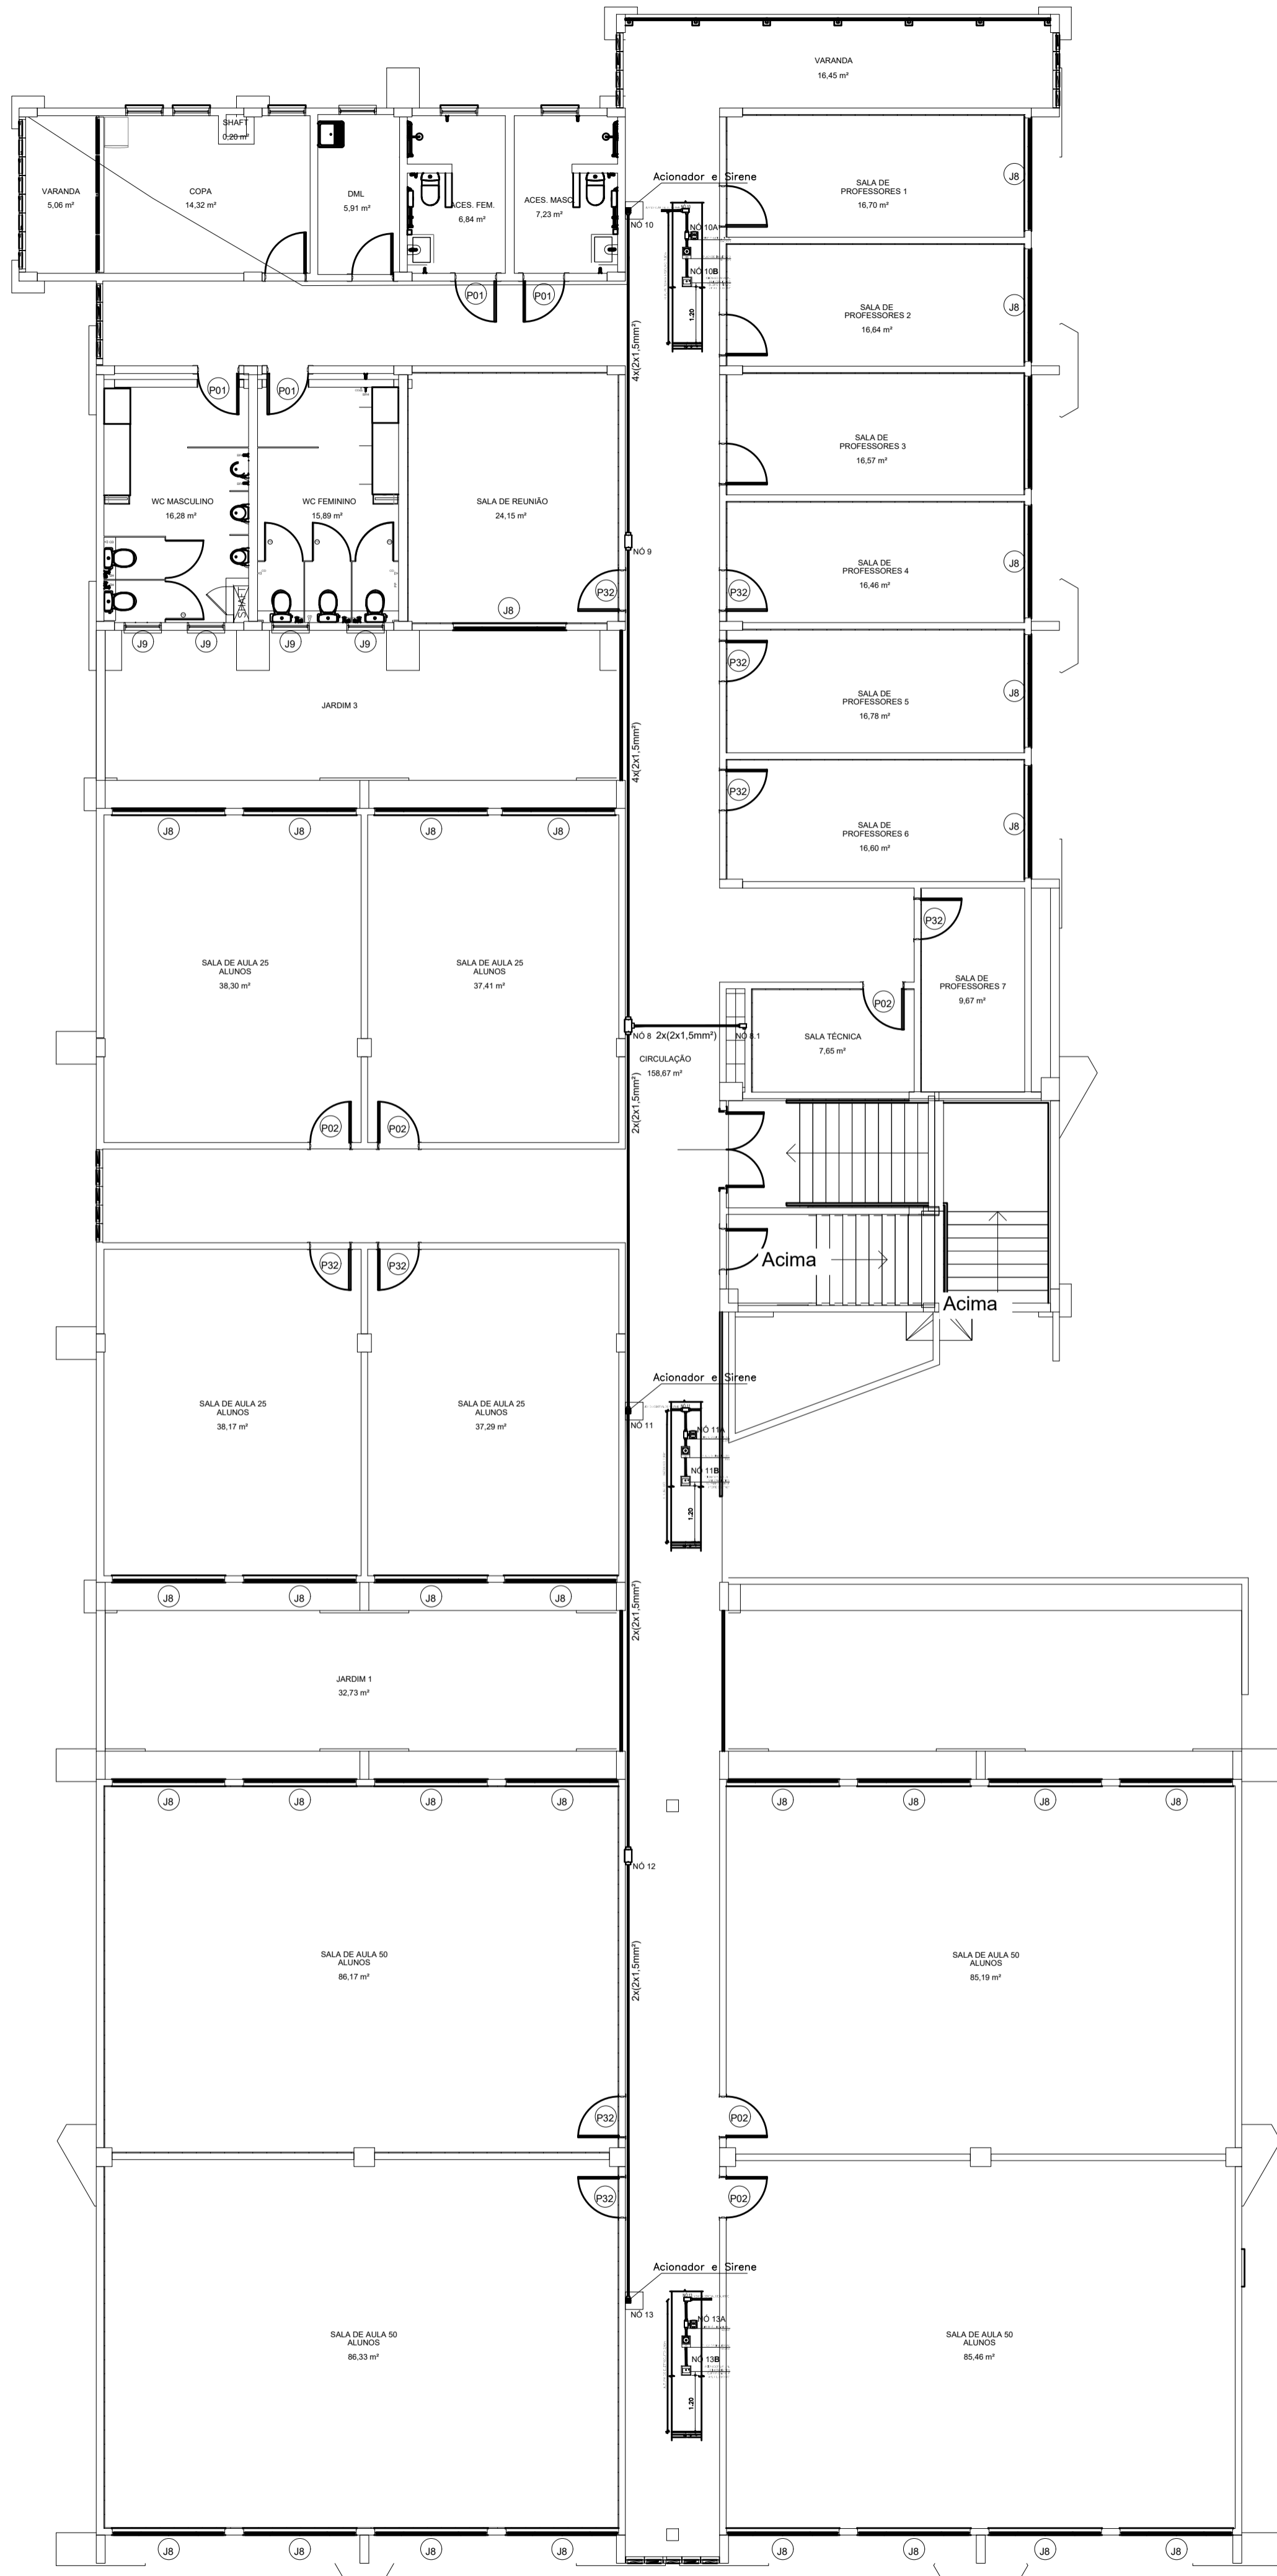 VARANDA
16,45 m²
SHAFT
0,20 m²
VARANDA
5,06 m²
COPA
14,32 m²
DML
5,91 m²
ACES. FEM.
6,84 m²
ACES. MASC.
7,23 m²
Acionador e Sirene
NÓ 10
NÓ 10A
NÓ 10B
1.20
SALA DE
PROFESSORES 1
16,70 m²
J8
P01
P01
SALA DE
PROFESSORES 2
16,64 m²
J8
4x(2x1,5mm²)
P01
P01
WC MASCULINO
16,28 m²
WC FEMININO
15,89 m²
SALA DE REUNIÃO
24,15 m²
SALA DE
PROFESSORES 3
16,57 m²
NÓ 9
SHAFT
P32
J8
P32
SALA DE
PROFESSORES 4
16,46 m²
J8
J9
J9
J9
J9
JARDIM 3
P32
SALA DE
PROFESSORES 5
16,78 m²
J8
4x(2x1,5mm²)
P32
SALA DE
PROFESSORES 6
16,60 m²
J8
J8
J8
J8
J8
SALA DE AULA 25
ALUNOS
38,30 m²
SALA DE AULA 25
ALUNOS
37,41 m²
P32
SALA DE
PROFESSORES 7
9,67 m²
P02
SALA TÉCNICA
7,65 m²
NÓ 8
2x(2x1,5mm²)
NÓ 8.1
CIRCULAÇÃO
158,67 m²
2x(2x1,5mm²)
P02
P02
Acima
Acima
P32
P32
SALA DE AULA 25
ALUNOS
38,17 m²
SALA DE AULA 25
ALUNOS
37,29 m²
Acionador e Sirene
NÓ 11
NÓ 11A
NÓ 11B
1.20
J8
J8
J8
J8
2x(2x1,5mm²)
JARDIM 1
32,73 m²
J8
J8
J8
J8
J8
J8
J8
J8
NÓ 12
SALA DE AULA 50
ALUNOS
86,17 m²
2x(2x1,5mm²)
SALA DE AULA 50
ALUNOS
85,19 m²
P32
P02
P32
P02
Acionador e Sirene
NÓ 13
NÓ 13A
NÓ 13B
1.20
SALA DE AULA 50
ALUNOS
86,33 m²
SALA DE AULA 50
ALUNOS
85,46 m²
J8
J8
J8
J8
J8
J8
J8
J8